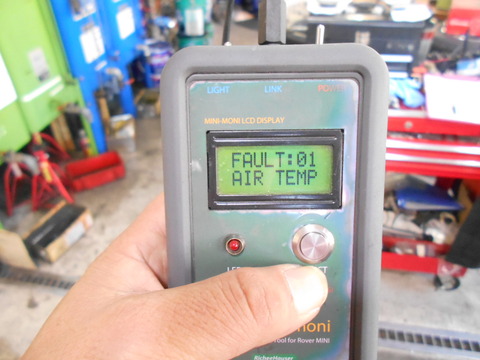 LIGHT LINK POWER
MINI-MONI LCD DISPLAY
FAULT:01
AIR TEMP
moni
Tool for Rover MINI